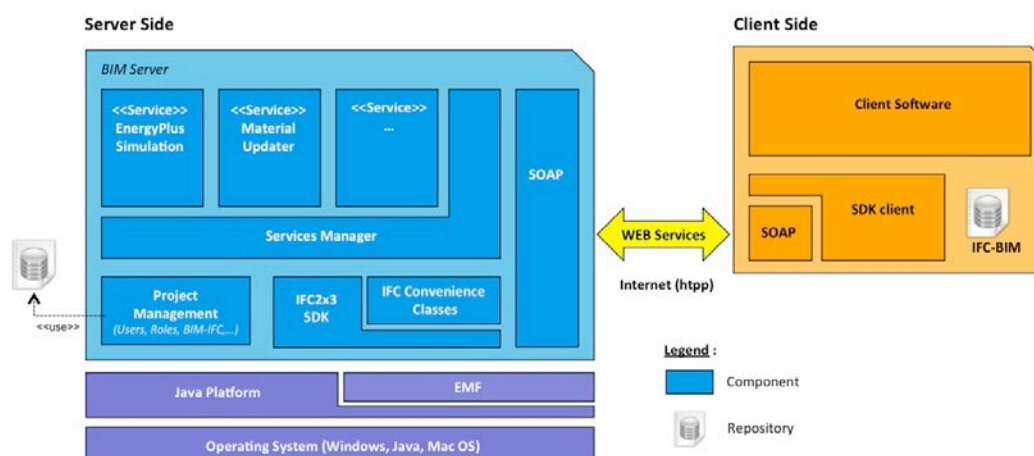 Server Side
Client Side
BIM Server
<<Service>>
EnergyPlus
Simulation
<<Service>>
Material
Updater
<<Service>>
...
SOAP
Services Manager
Project
Management
(Users, Roles, BIM-IFC,...)
IFC2x3
SDK
IFC Convenience
Classes
<<use>>
Java Platform
EMF
Operating System (Windows, Java, Mac OS)
WEB Services
Internet (htpp)
Client Software
SDK client
SOAP
IFC-BIM
Legend :
Component
Repository